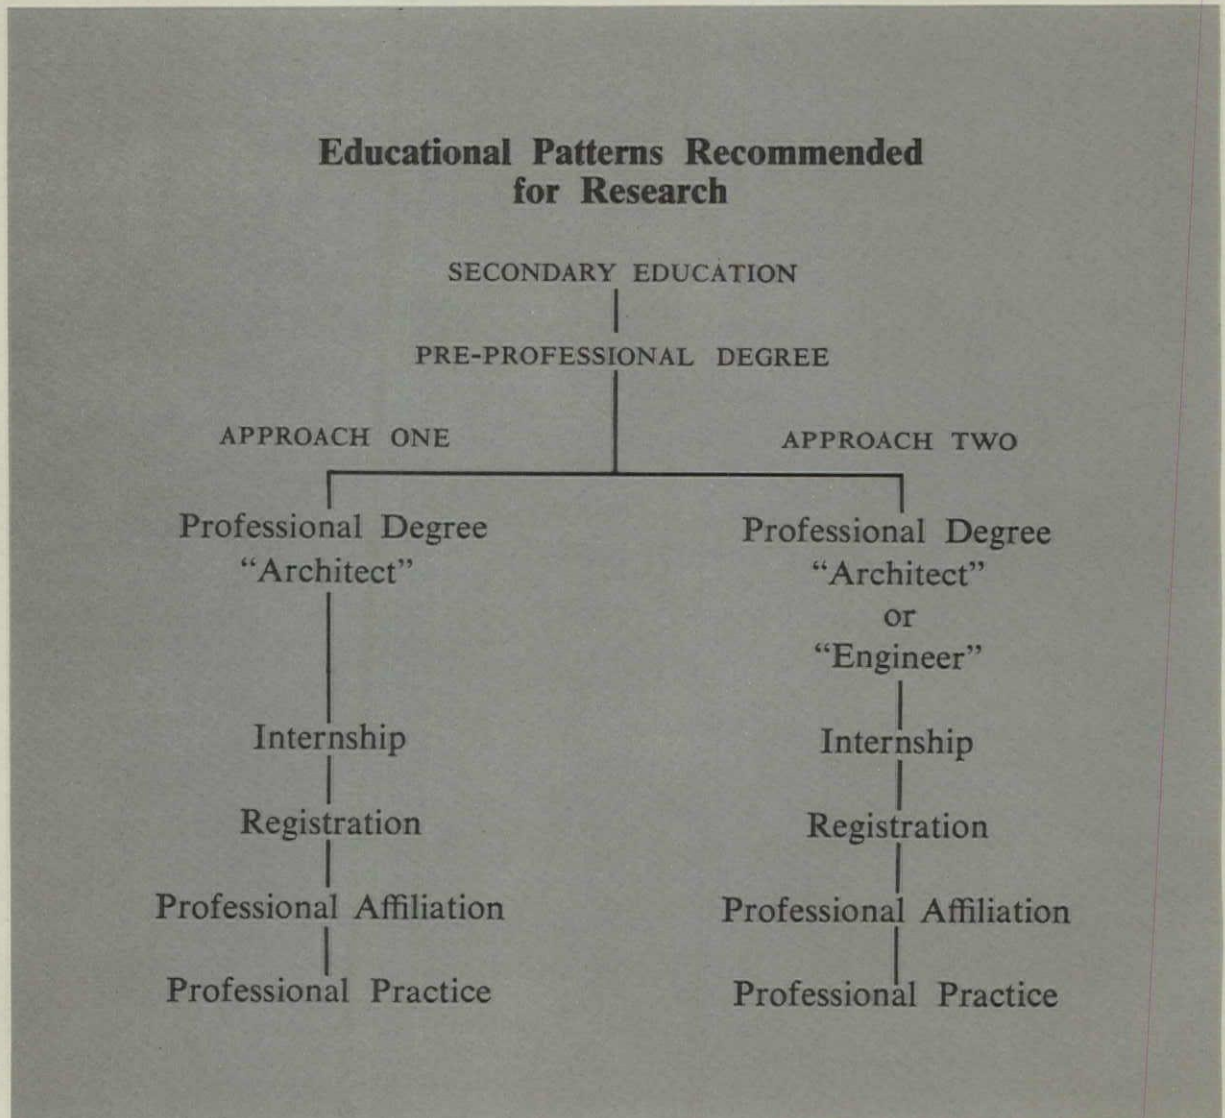 Educational Patterns Recommended
for Research
SECONDARY EDUCATION
PRE-PROFESSIONAL DEGREE
APPROACH ONE
Professional Degree
“Architect”
Internship
Registration
Professional Affiliation
Professional Practice
APPROACH TWO
Professional Degree
“Architect”
or
“Engineer”
Internship
Registration
Professional Affiliation
Professional Practice